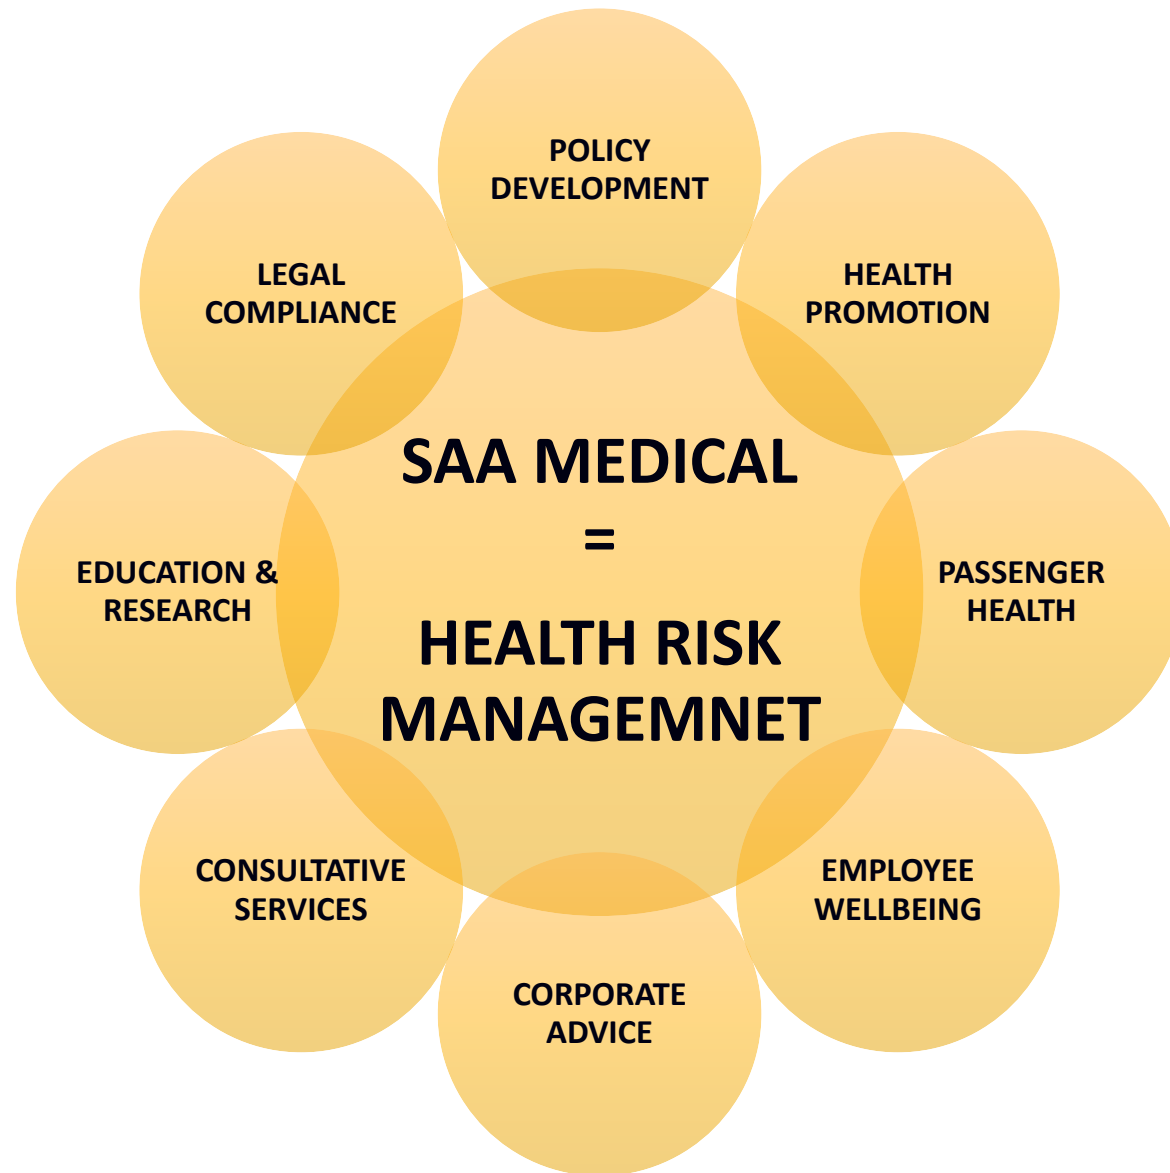 POLICY
DEVELOPMENT
HEALTH
PROMOTION
PASSENGER
HEALTH
EMPLOYEE
WELLBEING
CORPORATE
ADVICE
CONSULTATIVE
SERVICES
EDUCATION &
RESEARCH
LEGAL
COMPLIANCE
SAA MEDICAL
=
HEALTH RISK
MANAGEMNET